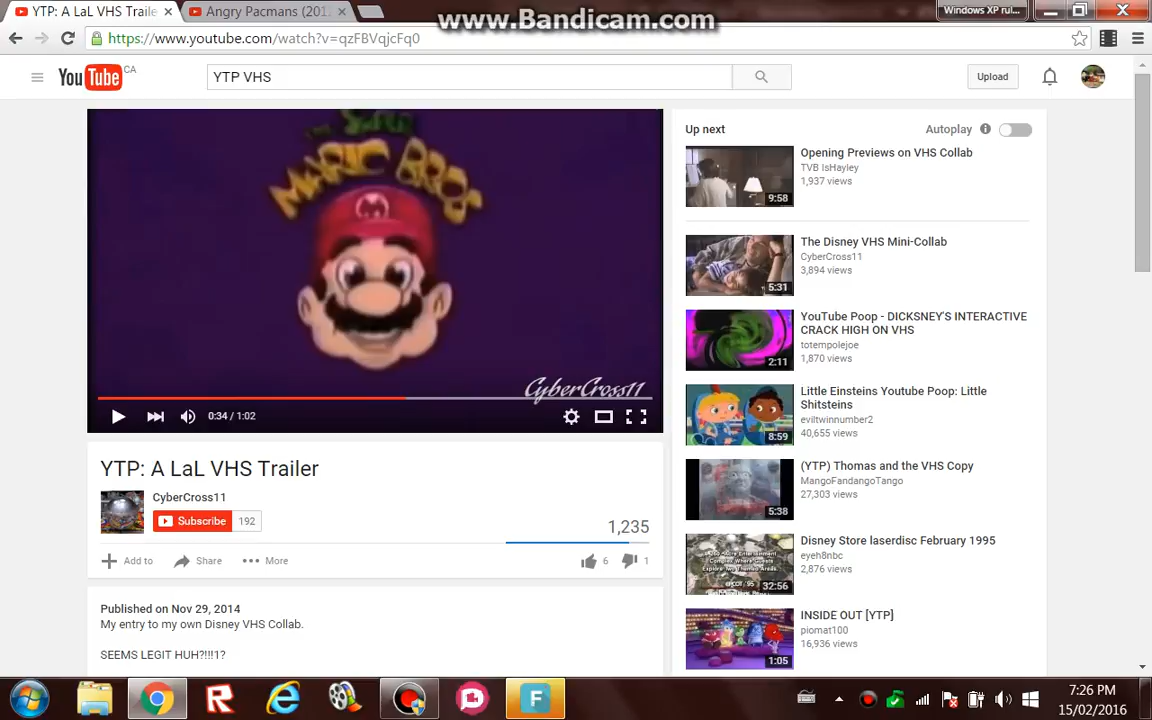 YTP: A LaL VHS Traile
Angry Pacmans (201
www.Bandicam.com
Windows XP rul...
https://www.youtube.com/watch?v=qzFBVqjcFq0
YouTube CA
YTP VHS
Upload
Up next
Autoplay
Opening Previews on VHS Collab
TVB IsHayley
1,937 views
9:58
The Super
MARIO BROS
M
CyberCross11
0:34 / 1:02
The Disney VHS Mini-Collab
CyberCross11
3,894 views
5:31
YouTube Poop - DICKSNEY'S INTERACTIVE
CRACK HIGH ON VHS
totempolejoe
1,870 views
2:11
Little Einsteins Youtube Poop: Little
Shitsteins
eviltwinnumber2
40,655 views
8:59
YTP: A LaL VHS Trailer
CyberCross11
Subscribe 192
1,235
Add to Share More 6 1
(YTP) Thomas and the VHS Copy
MangoFandangoTango
27,303 views
5:38
Disney Store laserdisc February 1995
eyeh8nbc
2,876 views
32:56
Published on Nov 29, 2014
My entry to my own Disney VHS Collab.
SEEMS LEGIT HUH?!!!1?
INSIDE OUT [YTP]
piomat100
16,936 views
1:05
7:26 PM
15/02/2016